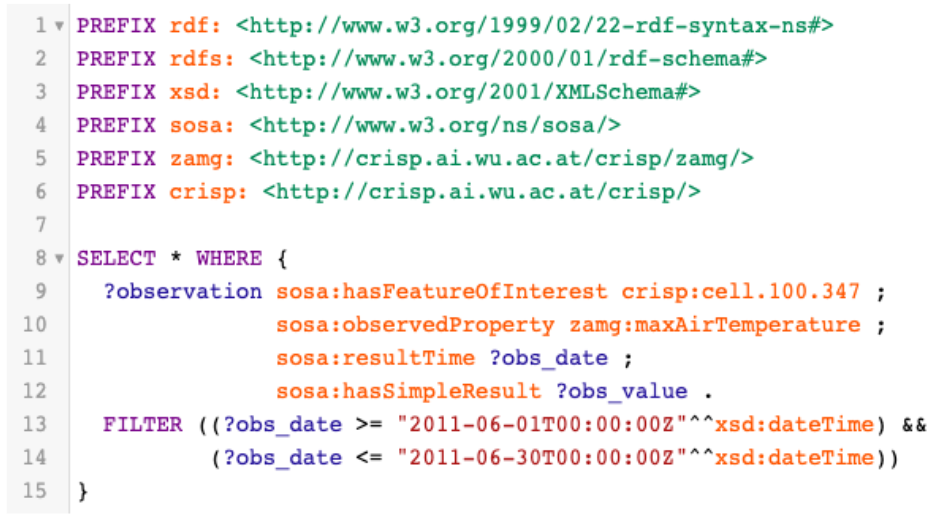 1 PREFIX rdf: <http://www.w3.org/1999/02/22-rdf-syntax-ns#>
2 PREFIX rdfs: <http://www.w3.org/2000/01/rdf-schema#>
3 PREFIX xsd: <http://www.w3.org/2001/XMLSchema#>
4 PREFIX sosa: <http://www.w3.org/ns/sosa/>
5 PREFIX zamg: <http://crisp.ai.wu.ac.at/crisp/zamg/>
6 PREFIX crisp: <http://crisp.ai.wu.ac.at/crisp/>
7
8 SELECT * WHERE {
9 ?observation sosa:hasFeatureOfInterest crisp:cell.100.347 ;
10 sosa:observedProperty zamg:maxAirTemperature ;
11 sosa:resultTime ?obs_date ;
12 sosa:hasSimpleResult ?obs_value .
13 FILTER ((?obs_date >= "2011-06-01T00:00:00Z"^^xsd:dateTime) &&
14 (?obs_date <= "2011-06-30T00:00:00Z"^^xsd:dateTime))
15 }